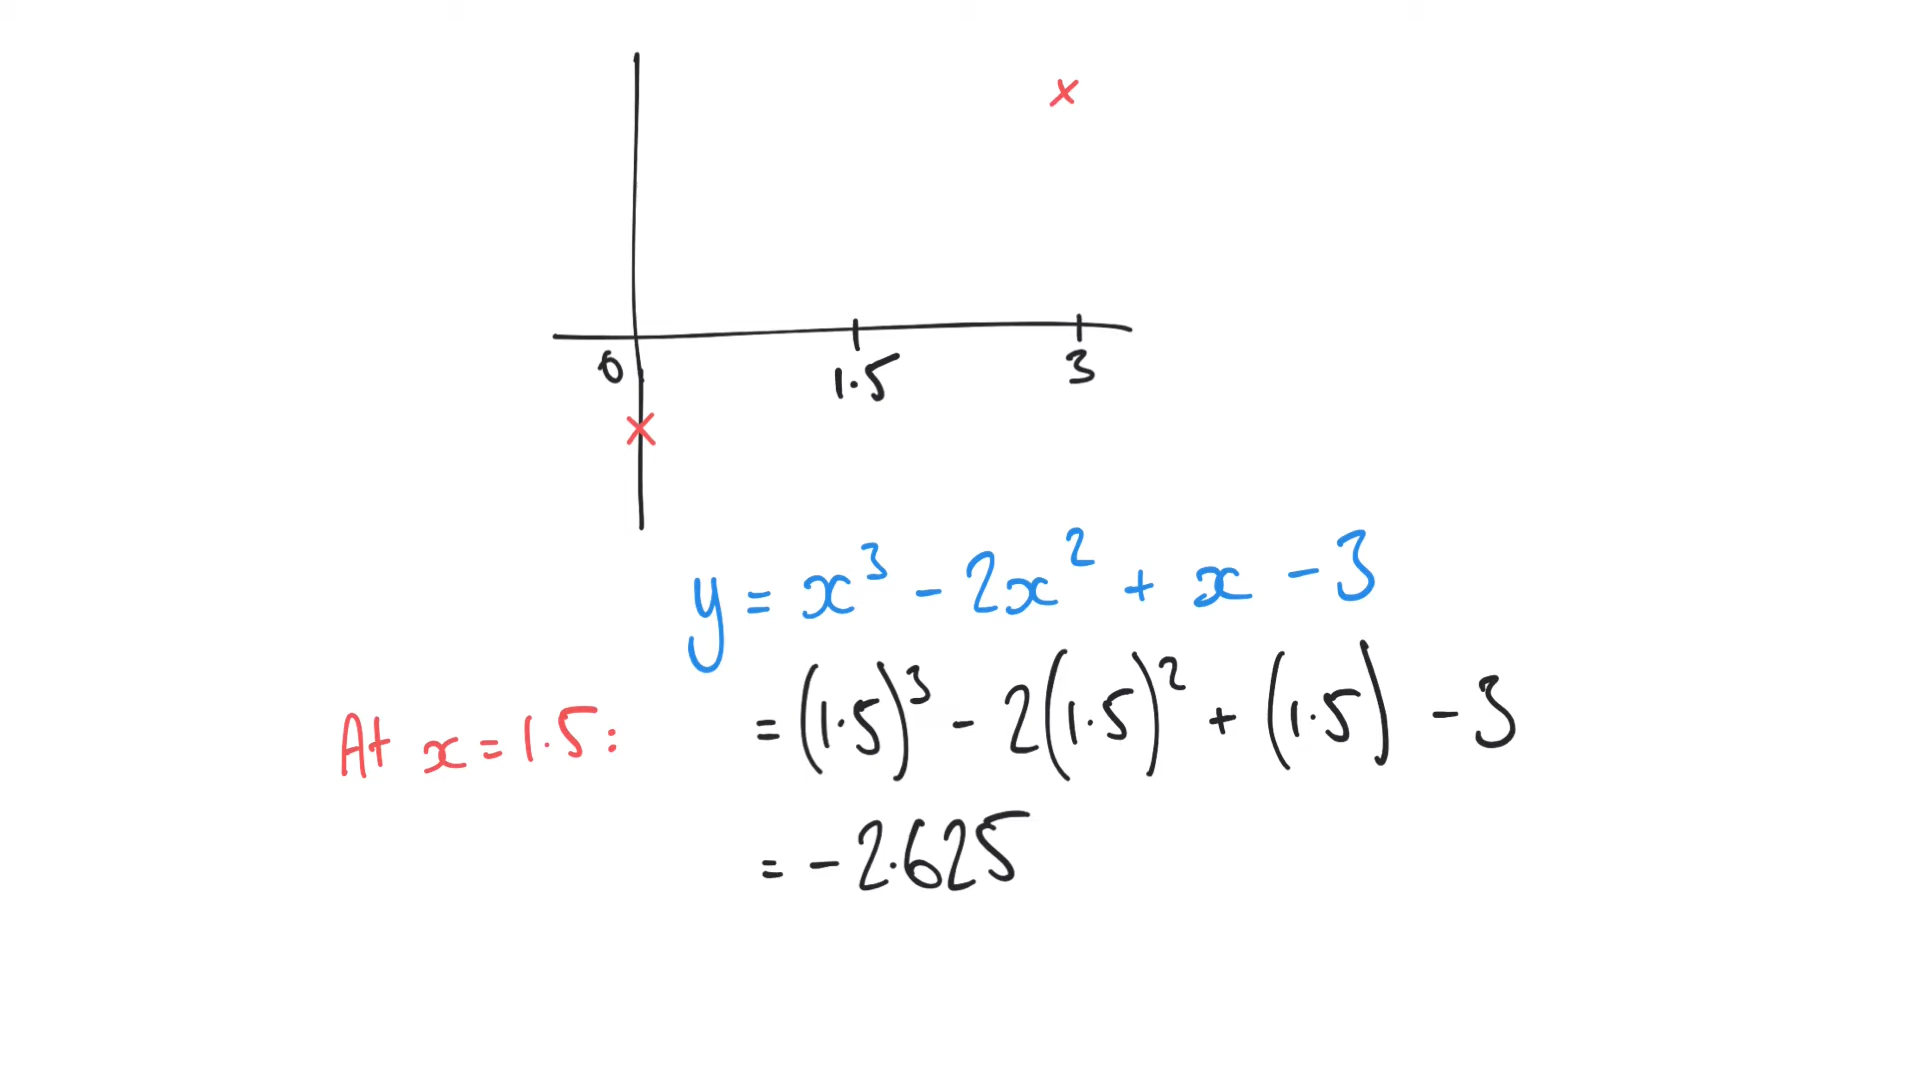 0 1.5 3
y = x³ - 2x² + x - 3
At x = 1.5: = (1.5)³ - 2(1.5)² + (1.5) - 3
= -2.625